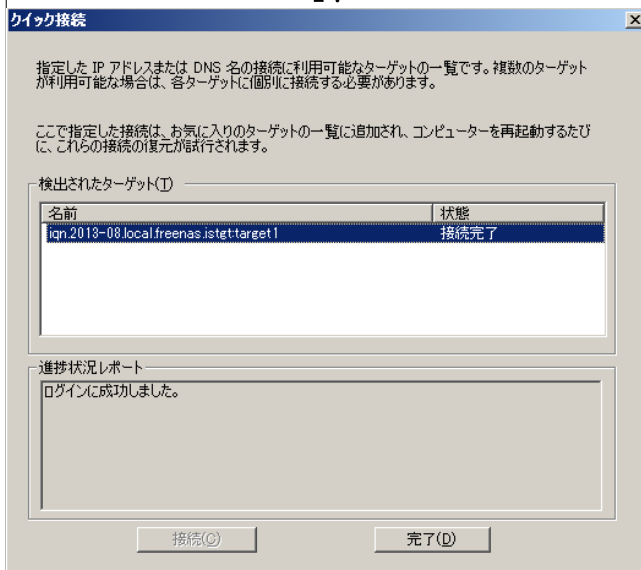 クイック接続
指定した IP アドレスまたは DNS 名の接続に利用可能なターゲットの一覧です。複数のターゲット
が利用可能な場合は、各ターゲットに個別に接続する必要があります。
ここで指定した接続は、お気に入りのターゲットの一覧に追加され、コンピューターを再起動するたび
に、これらの接続の復元が試行されます。
検出されたターゲット(T)
名前 状態
iqn.2013-08.local.freenas.istgt:target1 接続完了
進捗状況レポート
ログインに成功しました。
接続(C) 完了(D)